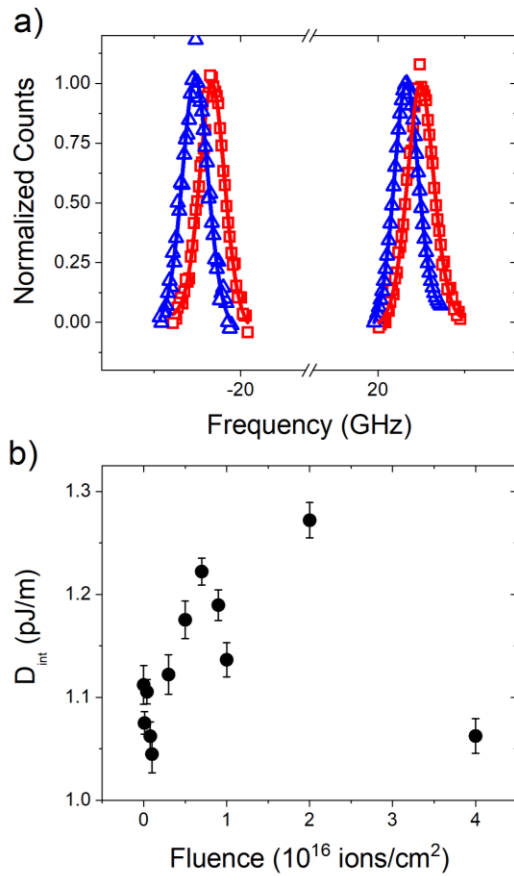 a)
Normalized Counts
1.00
0.75
0.50
0.25
0.00
-20
20
Frequency (GHz)
b)
D_int (pJ/m)
1.3
1.2
1.1
1.0
0
1
2
3
4
Fluence (10^16 ions/cm^2)